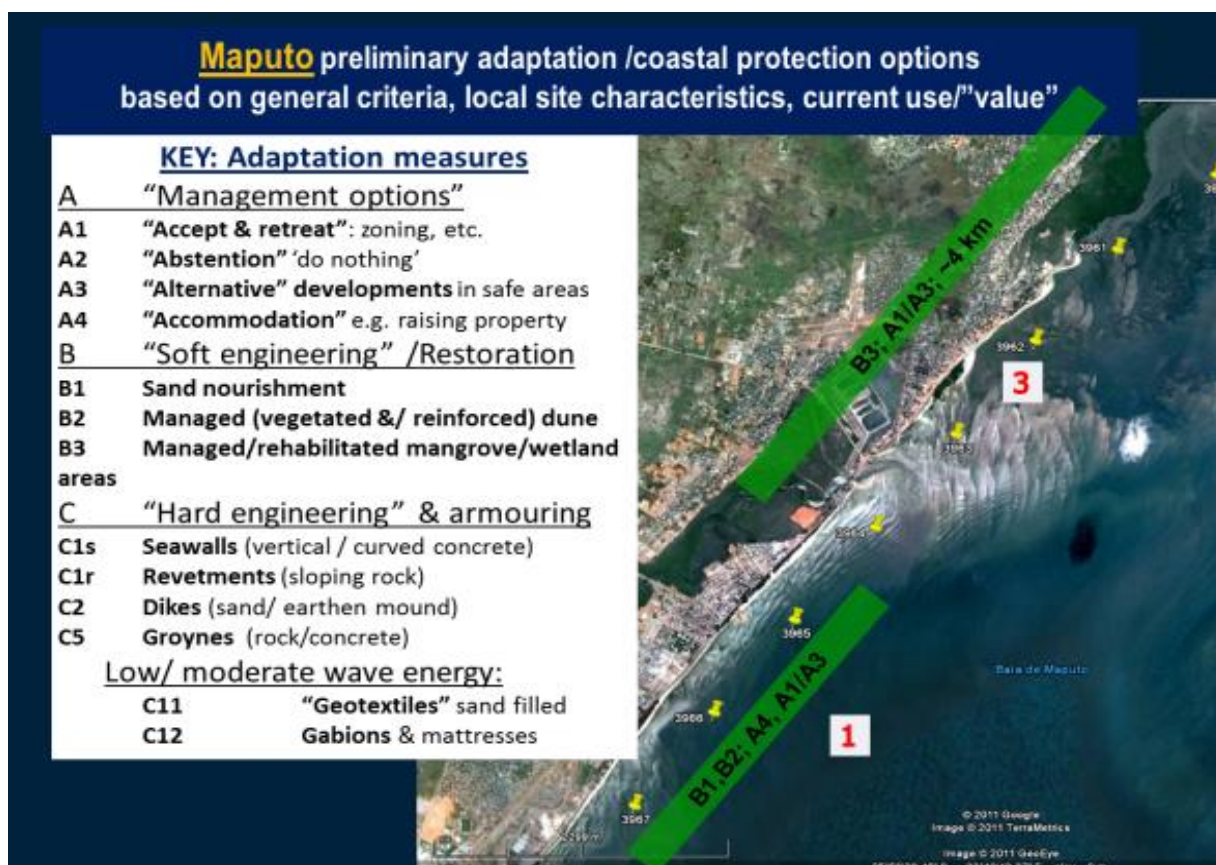 Maputo preliminary adaptation /coastal protection options
based on general criteria, local site characteristics, current use/”value”
KEY: Adaptation measures
A “Management options”
A1 “Accept & retreat”: zoning, etc.
A2 “Abstention” ‘do nothing’
A3 “Alternative” developments in safe areas
A4 “Accommodation” e.g. raising property
B “Soft engineering” /Restoration
B1 Sand nourishment
B2 Managed (vegetated &/ reinforced) dune
B3 Managed/rehabilitated mangrove/wetland
areas
C “Hard engineering” & armouring
C1s Seawalls (vertical / curved concrete)
C1r Revetments (sloping rock)
C2 Dikes (sand/ earthen mound)
C5 Groynes (rock/concrete)
Low/ moderate wave energy:
C11 “Geotextiles” sand filled
C12 Gabions & mattresses
B3; A1/A3; ~4 km
3961
3962
3
3963
3964
3965
B1,B2; A4, A1/A3
Baia de Maputo
3966
1
3967
© 2011 Google
Image © 2011 TerraMetrics
Image © 2011 GeoEye